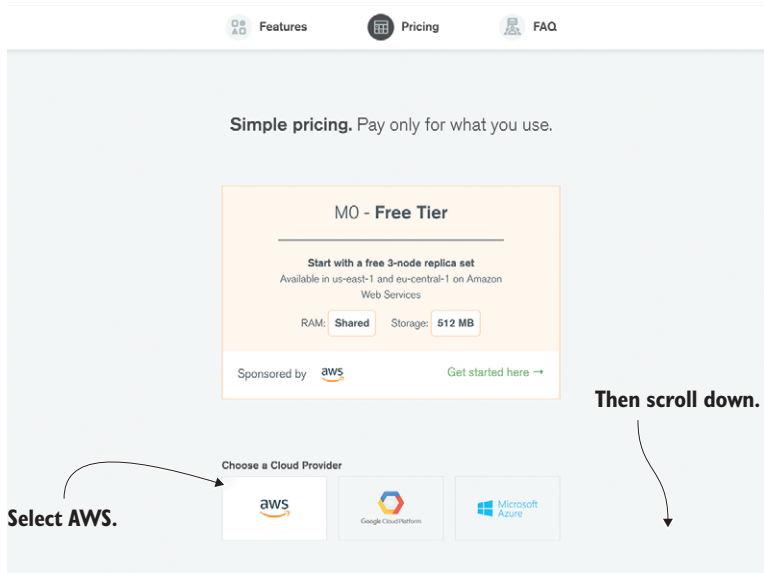 Features
Pricing
FAQ
Simple pricing. Pay only for what you use.
M0 - Free Tier
Start with a free 3-node replica set
Available in us-east-1 and eu-central-1 on Amazon
Web Services
RAM: Shared Storage: 512 MB
Sponsored by aws Get started here →
Then scroll down.
Choose a Cloud Provider
aws
Google Cloud Platform
Microsoft
Azure
Select AWS.